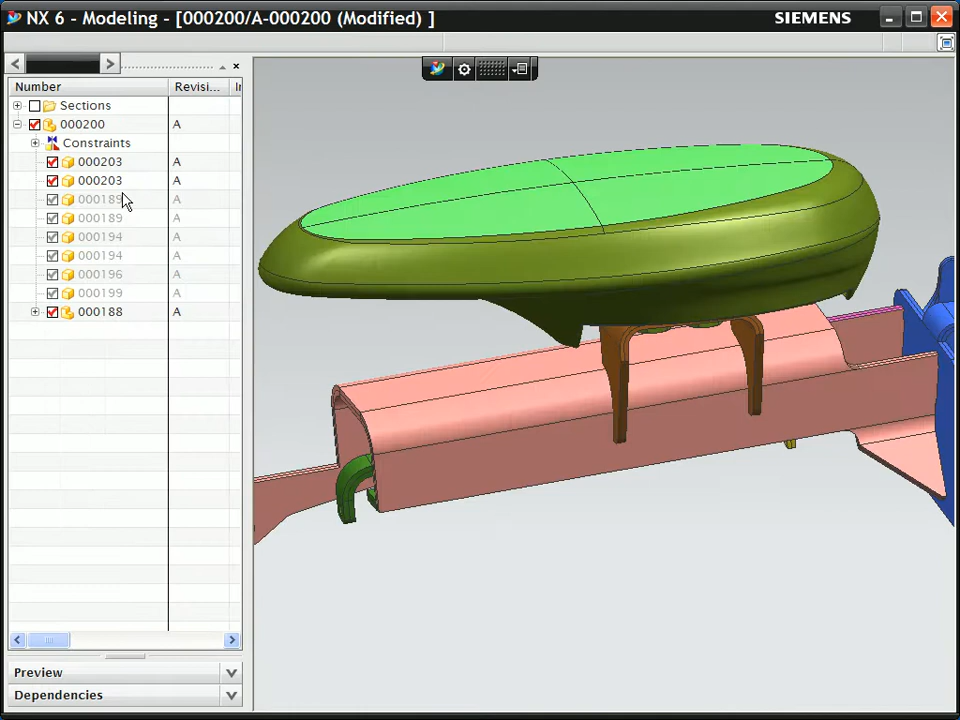 NX 6 - Modeling - [000200/A-000200 (Modified) ]
SIEMENS
Number Revisi... I
Sections
000200 A
Constraints
000203 A
000203 A
000189 A
000189 A
000194 A
000194 A
000196 A
000199 A
000188 A
Preview
Dependencies